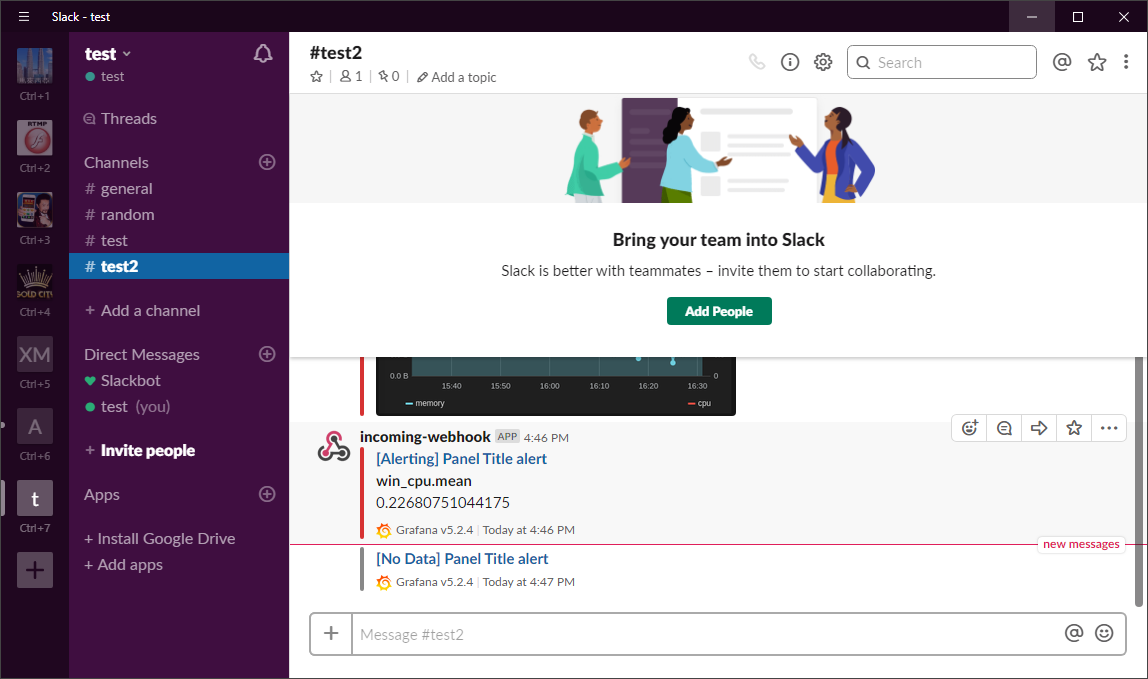 Slack - test
test
test
Threads
Channels
# general
# random
# test
# test2
+ Add a channel
Direct Messages
Slackbot
test (you)
+ Invite people
Apps
+ Install Google Drive
+ Add apps
Ctrl+1
RTMP
Ctrl+2
Ctrl+3
GOLD CITY
Ctrl+4
XM
Ctrl+5
A
Ctrl+6
t
Ctrl+7
#test2
1
0
Add a topic
Search
Bring your team into Slack
Slack is better with teammates – invite them to start collaborating.
Add People
0.0 B
0
15:40 15:50 16:00 16:10 16:20 16:30
memory
cpu
incoming-webhook APP 4:46 PM
[Alerting] Panel Title alert
win_cpu.mean
0.22680751044175
Grafana v5.2.4 | Today at 4:46 PM
new messages
[No Data] Panel Title alert
Grafana v5.2.4 | Today at 4:47 PM
Message #test2